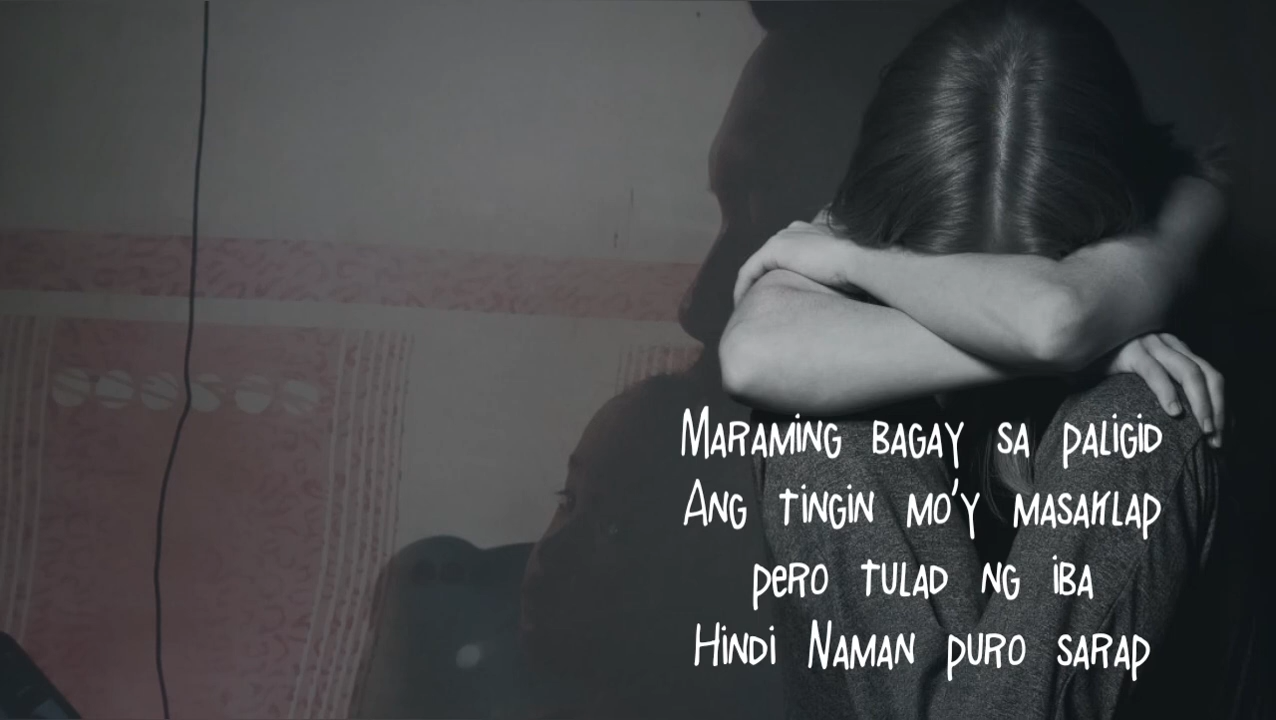 Maraming bagay sa paligid
Ang tingin mo'y masaklap
pero tulad ng iba
Hindi Naman puro sarap